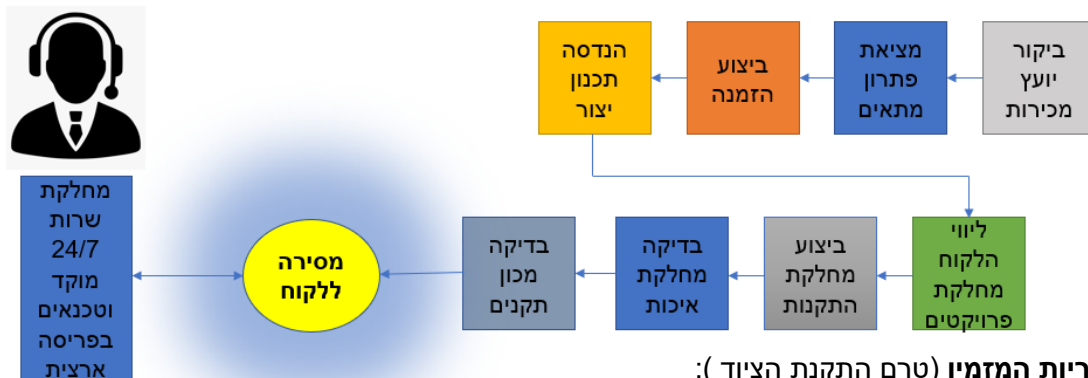 ביקור
יועץ
מכירות
מציאת
פתרון
מתאים
ביצוע
הזמנה
הנדסה
תכנון
יצור
ליווי
הלקוח
מחלקת
פרויקטים
ביצוע
מחלקת
התקנות
בדיקה
מחלקת
איכות
בדיקה
מכון
תקנים
מסירה
ללקוח
מחלקת
שרות
24/7
מוקד
וטכנאים
בפריסה
ארצית
המזמין (טרם התקנת הציוד ):